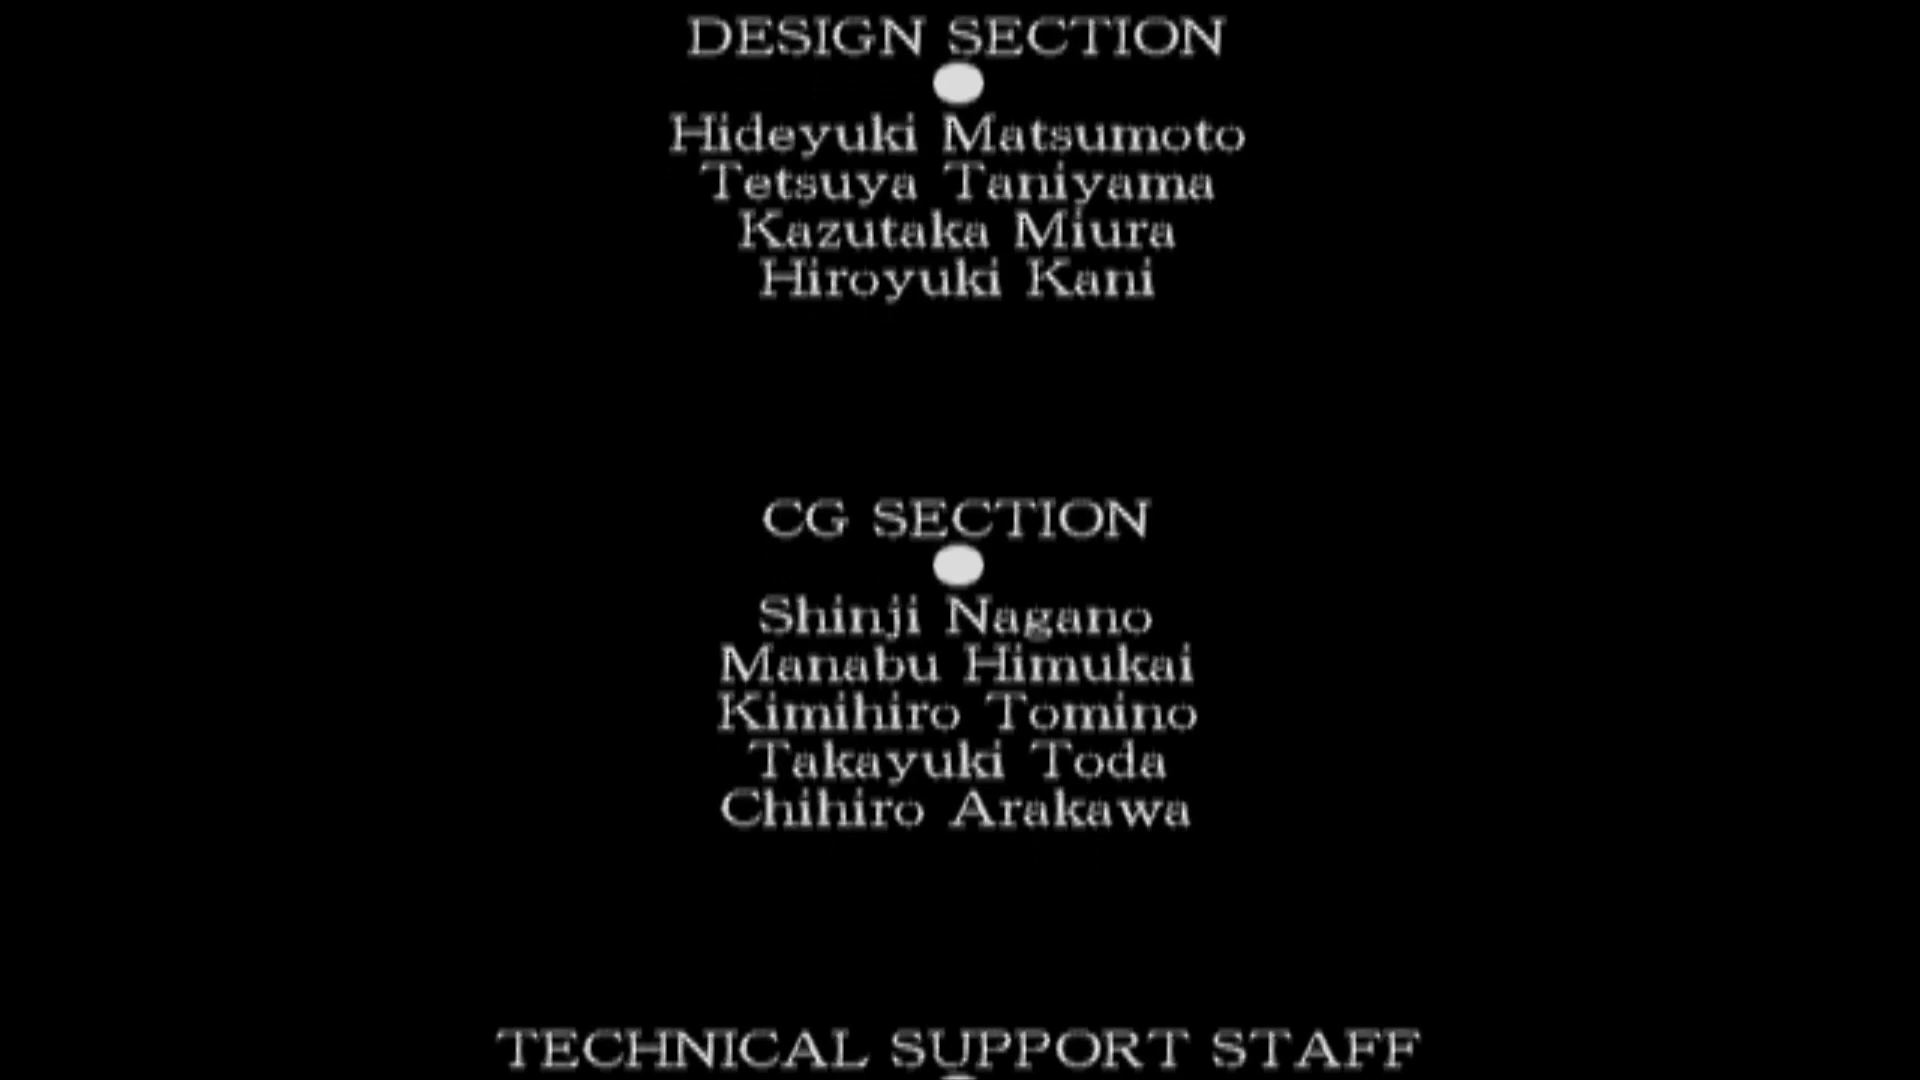 DESIGN SECTION
Hideyuki Matsumoto
Tetsuya Taniyama
Kazutaka Miura
Hiroyuki Kani
CG SECTION
Shinji Nagano
Manabu Himukai
Kimihiro Tomino
Takayuki Toda
Chihiro Arakawa
TECHNICAL SUPPORT STAFF